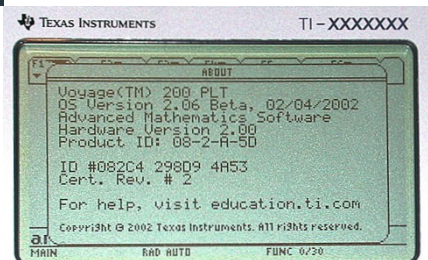 TEXAS INSTRUMENTS TI-XXXXXXX
ABOUT
Voyage(TM) 200 PLT
OS Version 2.06 Beta, 02/04/2002
Advanced Mathematics Software
Hardware Version 2.00
Product ID: 08-2-A-5D
ID #082C4 298D9 4A53
Cert. Rev. # 2
For help, visit education.ti.com
Copyright © 2002 Texas Instruments. All rights reserved.
MAIN RAD AUTO FUNC 0/30